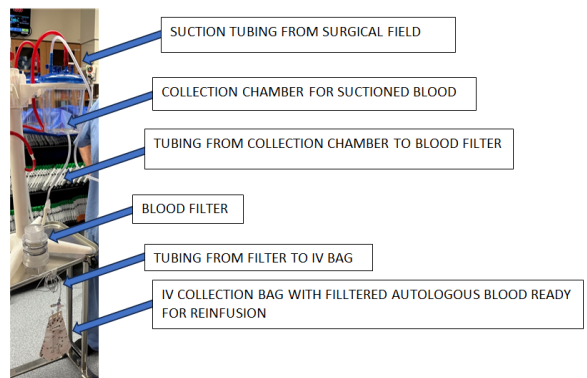 SUCTION TUBING FROM SURGICAL FIELD
COLLECTION CHAMBER FOR SUCTIONED BLOOD
TUBING FROM COLLECTION CHAMBER TO BLOOD FILTER
BLOOD FILTER
TUBING FROM FILTER TO IV BAG
IV COLLECTION BAG WITH FILLTERED AUTOLOGOUS BLOOD READY
FOR REINFUSION